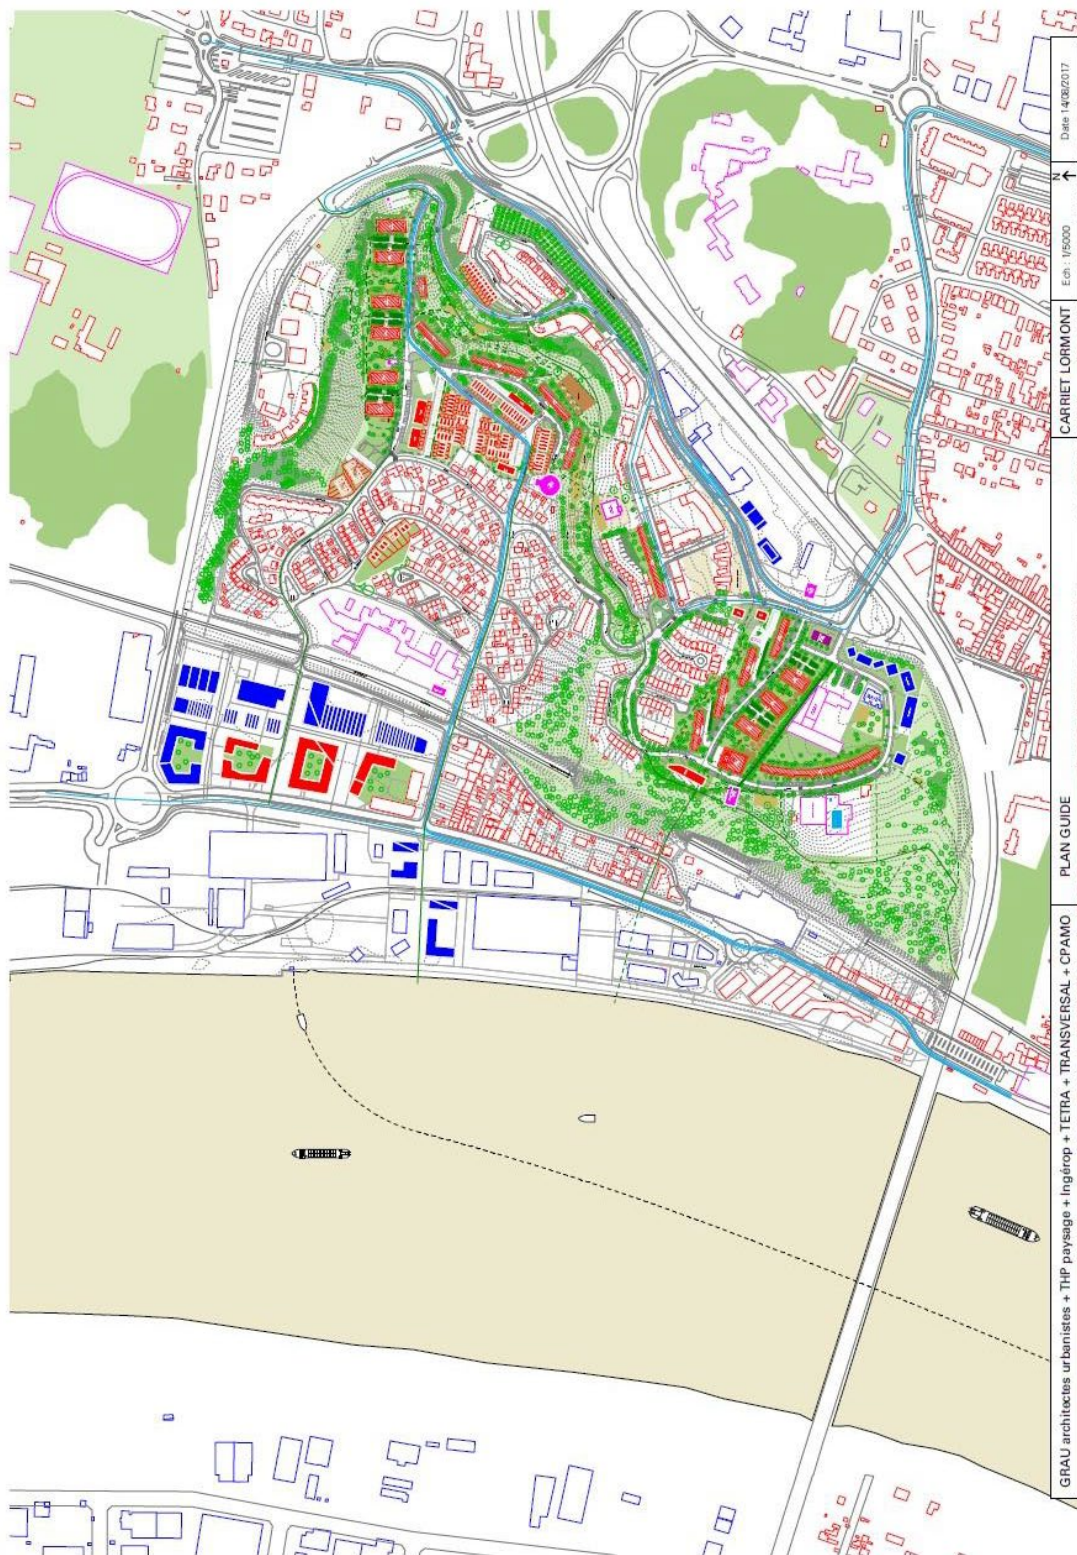 GRAU architectes urbanistes + THP paysage + Ingérop + TETRA + TRANSVERSAL + CPAMO
PLAN GUIDE
CARRIET LORMONT
Ech : 1/5000
N
Date 14/08/2017